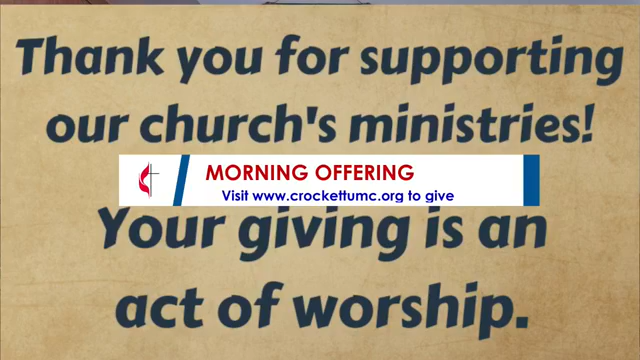 Thank you for supporting
our church's ministries!
MORNING OFFERING
Visit www.crockettumc.org to give
Your giving is an
act of worship.